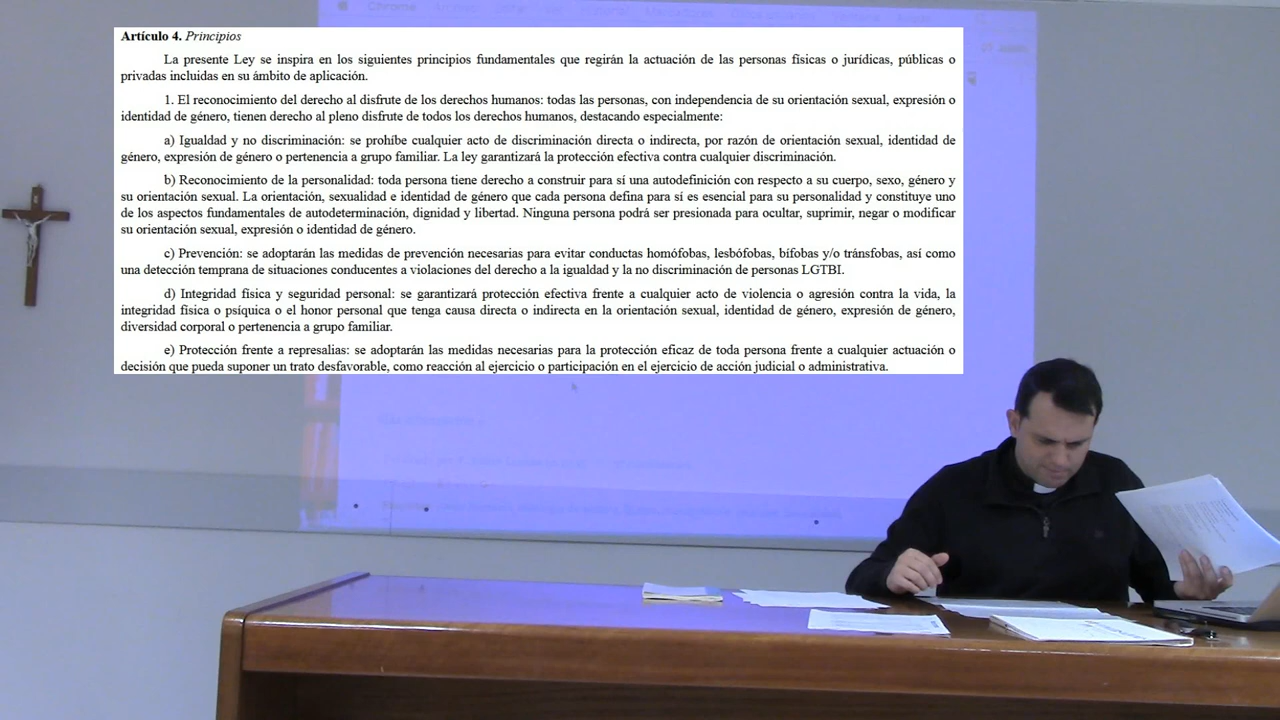 Chrome
Artículo 4. Principios
La presente Ley se inspira en los siguientes principios fundamentales que regirán la actuación de las personas físicas o jurídicas, públicas o
privadas incluidas en su ámbito de aplicación.
1. El reconocimiento del derecho al disfrute de los derechos humanos: todas las personas, con independencia de su orientación sexual, expresión o
identidad de género, tienen derecho al pleno disfrute de todos los derechos humanos, destacando especialmente:
a) Igualdad y no discriminación: se prohíbe cualquier acto de discriminación directa o indirecta, por razón de orientación sexual, identidad de
género, expresión de género o pertenencia a grupo familiar. La ley garantizará la protección efectiva contra cualquier discriminación.
b) Reconocimiento de la personalidad: toda persona tiene derecho a construir para sí una autodefinición con respecto a su cuerpo, sexo, género y
su orientación sexual. La orientación, sexualidad e identidad de género que cada persona defina para sí es esencial para su personalidad y constituye uno
de los aspectos fundamentales de autodeterminación, dignidad y libertad. Ninguna persona podrá ser presionada para ocultar, suprimir, negar o modificar
su orientación sexual, expresión o identidad de género.
c) Prevención: se adoptarán las medidas de prevención necesarias para evitar conductas homófobas, lesbófobas, bífobas y/o tránsfobas, así como
una detección temprana de situaciones conducentes a violaciones del derecho a la igualdad y la no discriminación de personas LGTBI.
d) Integridad física y seguridad personal: se garantizará protección efectiva frente a cualquier acto de violencia o agresión contra la vida, la
integridad física o psíquica o el honor personal que tenga causa directa o indirecta en la orientación sexual, identidad de género, expresión de género,
diversidad corporal o pertenencia a grupo familiar.
e) Protección frente a represalias: se adoptarán las medidas necesarias para la protección eficaz de toda persona frente a cualquier actuación o
decisión que pueda suponer un trato desfavorable, como reacción al ejercicio o participación en el ejercicio de acción judicial o administrativa.